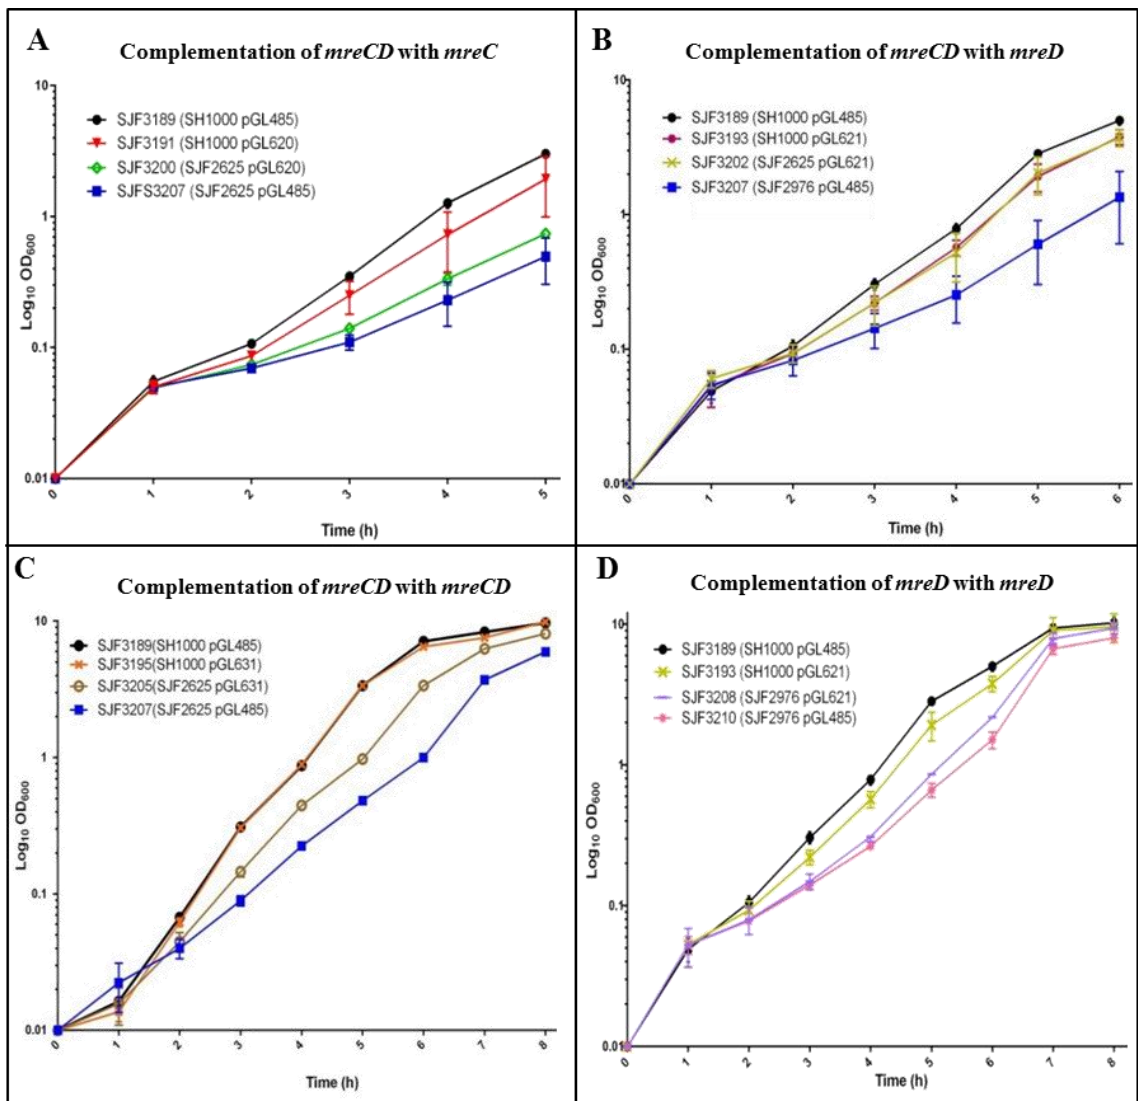 A
Complementation of mreCD with mreC
10
1
0.1
0.01
Log10 OD600
SJF3189 (SH1000 pGL485)
SJF3191 (SH1000 pGL620)
SJF3200 (SJF2625 pGL620)
SJFS3207 (SJF2625 pGL485)
0 1 2 3 4 5
Time (h)
B
Complementation of mreCD with mreD
10
1
0.1
0.01
Log10 OD600
SJF3189 (SH1000 pGL485)
SJF3193 (SH1000 pGL621)
SJF3202 (SJF2625 pGL621)
SJF3207 (SJF2976 pGL485)
0 1 2 3 4 5 6
Time (h)
C
Complementation of mreCD with mreCD
10
1
0.1
0.01
Log10 OD600
SJF3189(SH1000 pGL485)
SJF3195(SH1000 pGL631)
SJF3205(SJF2625 pGL631)
SJF3207(SJF2625 pGL485)
0 1 2 3 4 5 6 7 8
Time (h)
D
Complementation of mreD with mreD
10
1
0.1
0.01
Log10 OD600
SJF3189 (SH1000 pGL485)
SJF3193 (SH1000 pGL621)
SJF3208 (SJF2976 pGL621)
SJF3210 (SJF2976 pGL485)
0 1 2 3 4 5 6 7 8
Time (h)